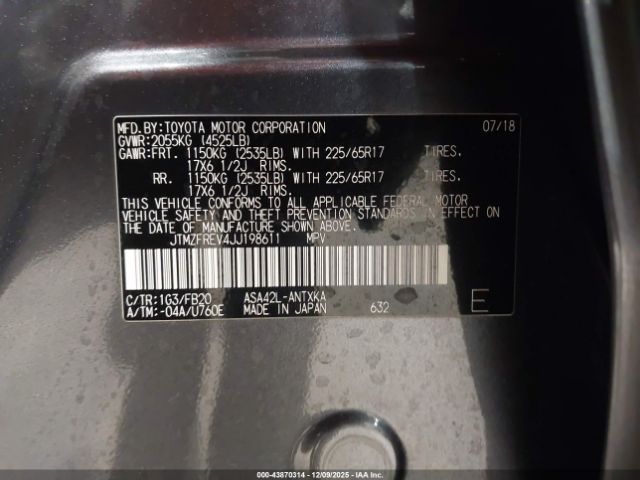 MFD.BY:TOYOTA MOTOR CORPORATION 07/18
GVWR:2055KG (4525LB)
GAWR:FRT. 1150KG (2535LB) WITH 225/65R17 TIRES.
17X6 1/2J RIMS.
RR. 1150KG (2535LB) WITH 225/65R17 TIRES.
17X6 1/2J RIMS.
THIS VEHICLE CONFORMS TO ALL APPLICABLE FEDERAL MOTOR
VEHICLE SAFETY AND THEFT PREVENTION STANDARDS IN EFFECT ON
THE DATE OF MANUFACTURE SHOWN ABOVE.
JTMZFREV4JJ198611 MPV
C/TR:1G3/FB20 ASA42L-ANTXKA
A/TM:-04A/U760E MADE IN JAPAN 632 E
000-43870314 - 12/09/2025 - IAA Inc.